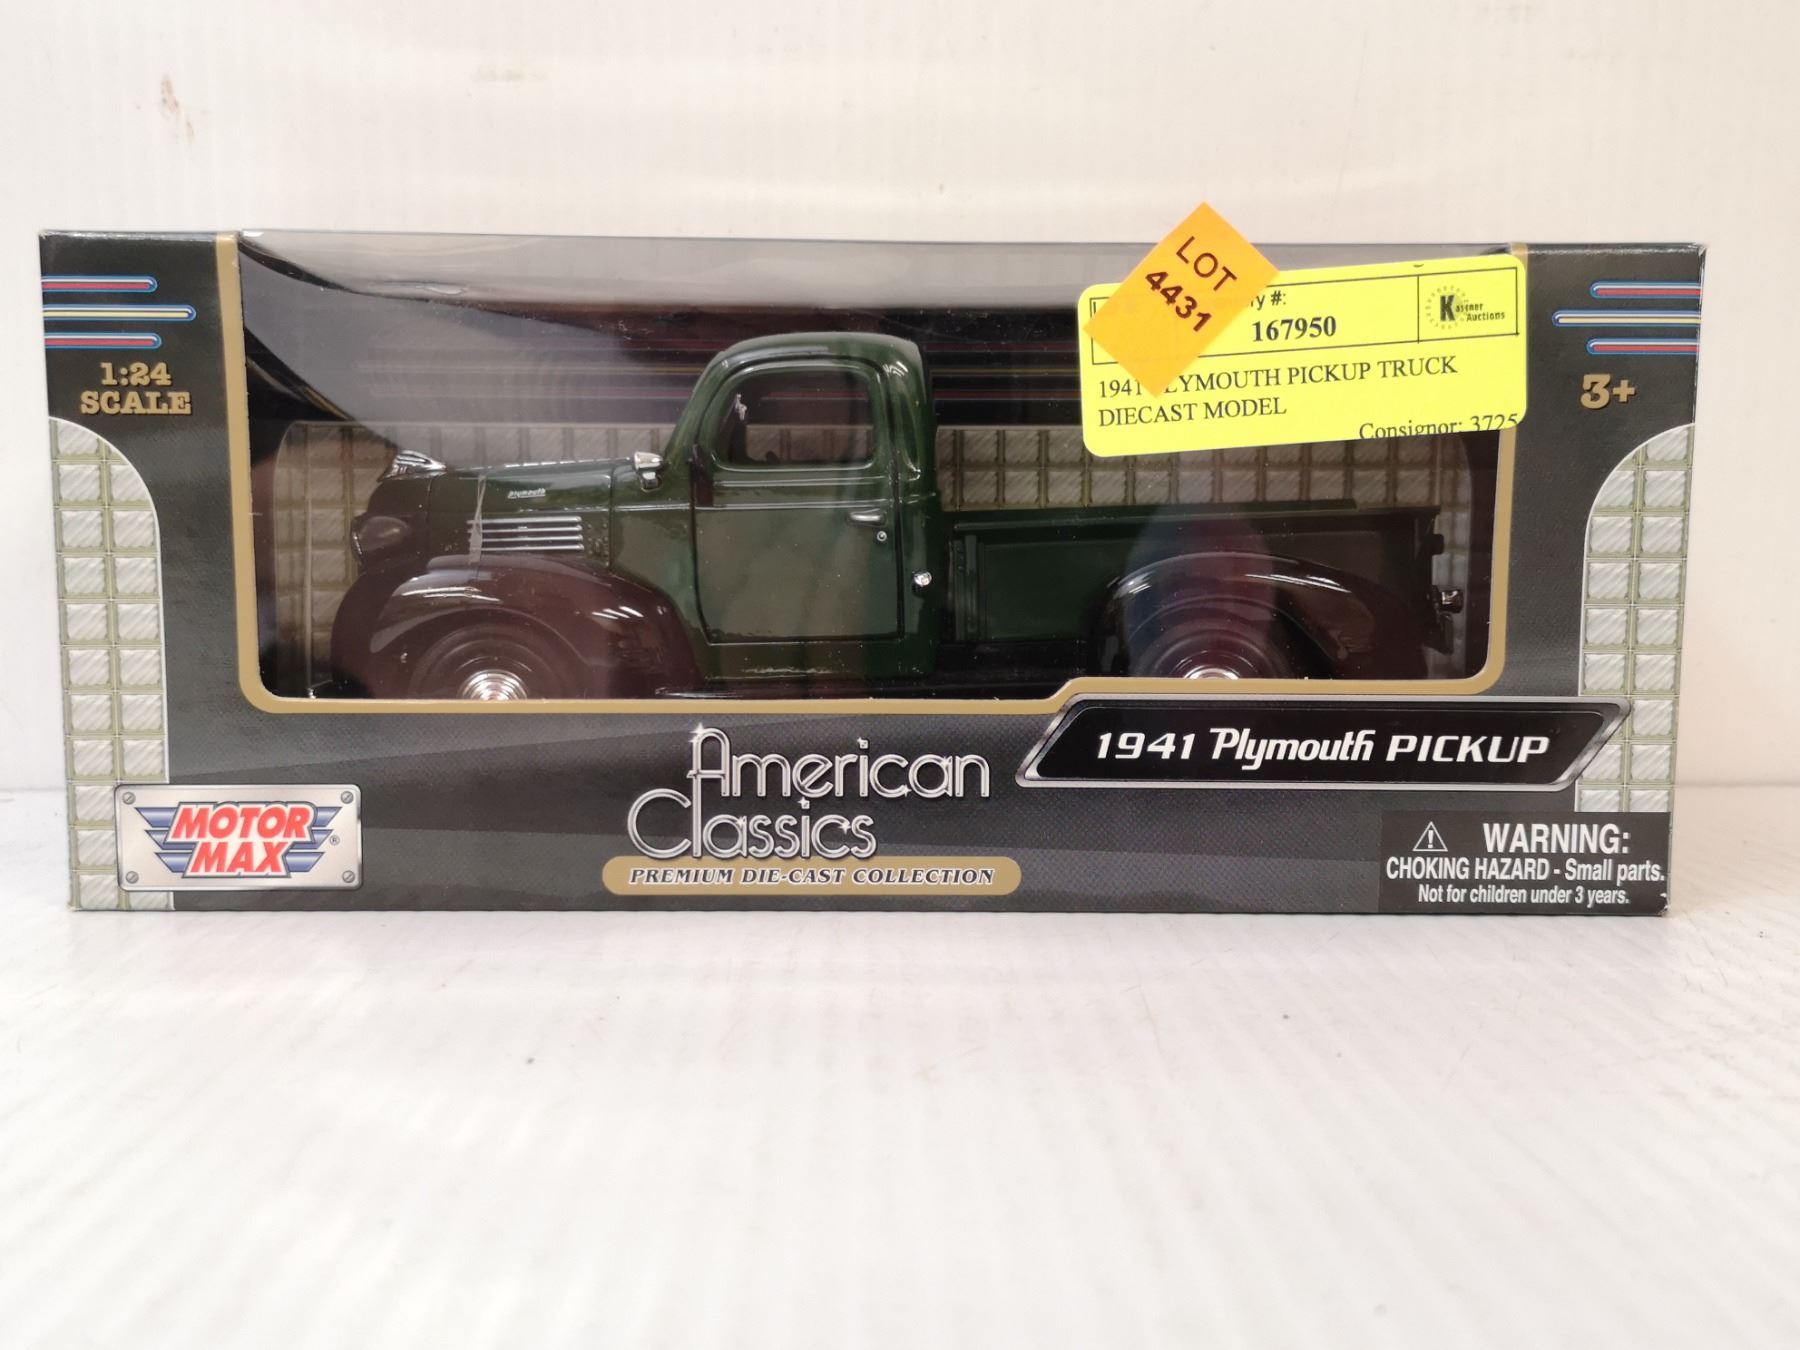 LOT
4431
y #:
167950
Kastner
Auctions
1941 PLYMOUTH PICKUP TRUCK
DIECAST MODEL
Consignor: 3725
1:24
SCALE
3+
Plymouth
1941 Plymouth PICKUP
American
Classics
PREMIUM DIE-CAST COLLECTION
MOTOR
MAX
®
WARNING:
CHOKING HAZARD - Small parts.
Not for children under 3 years.